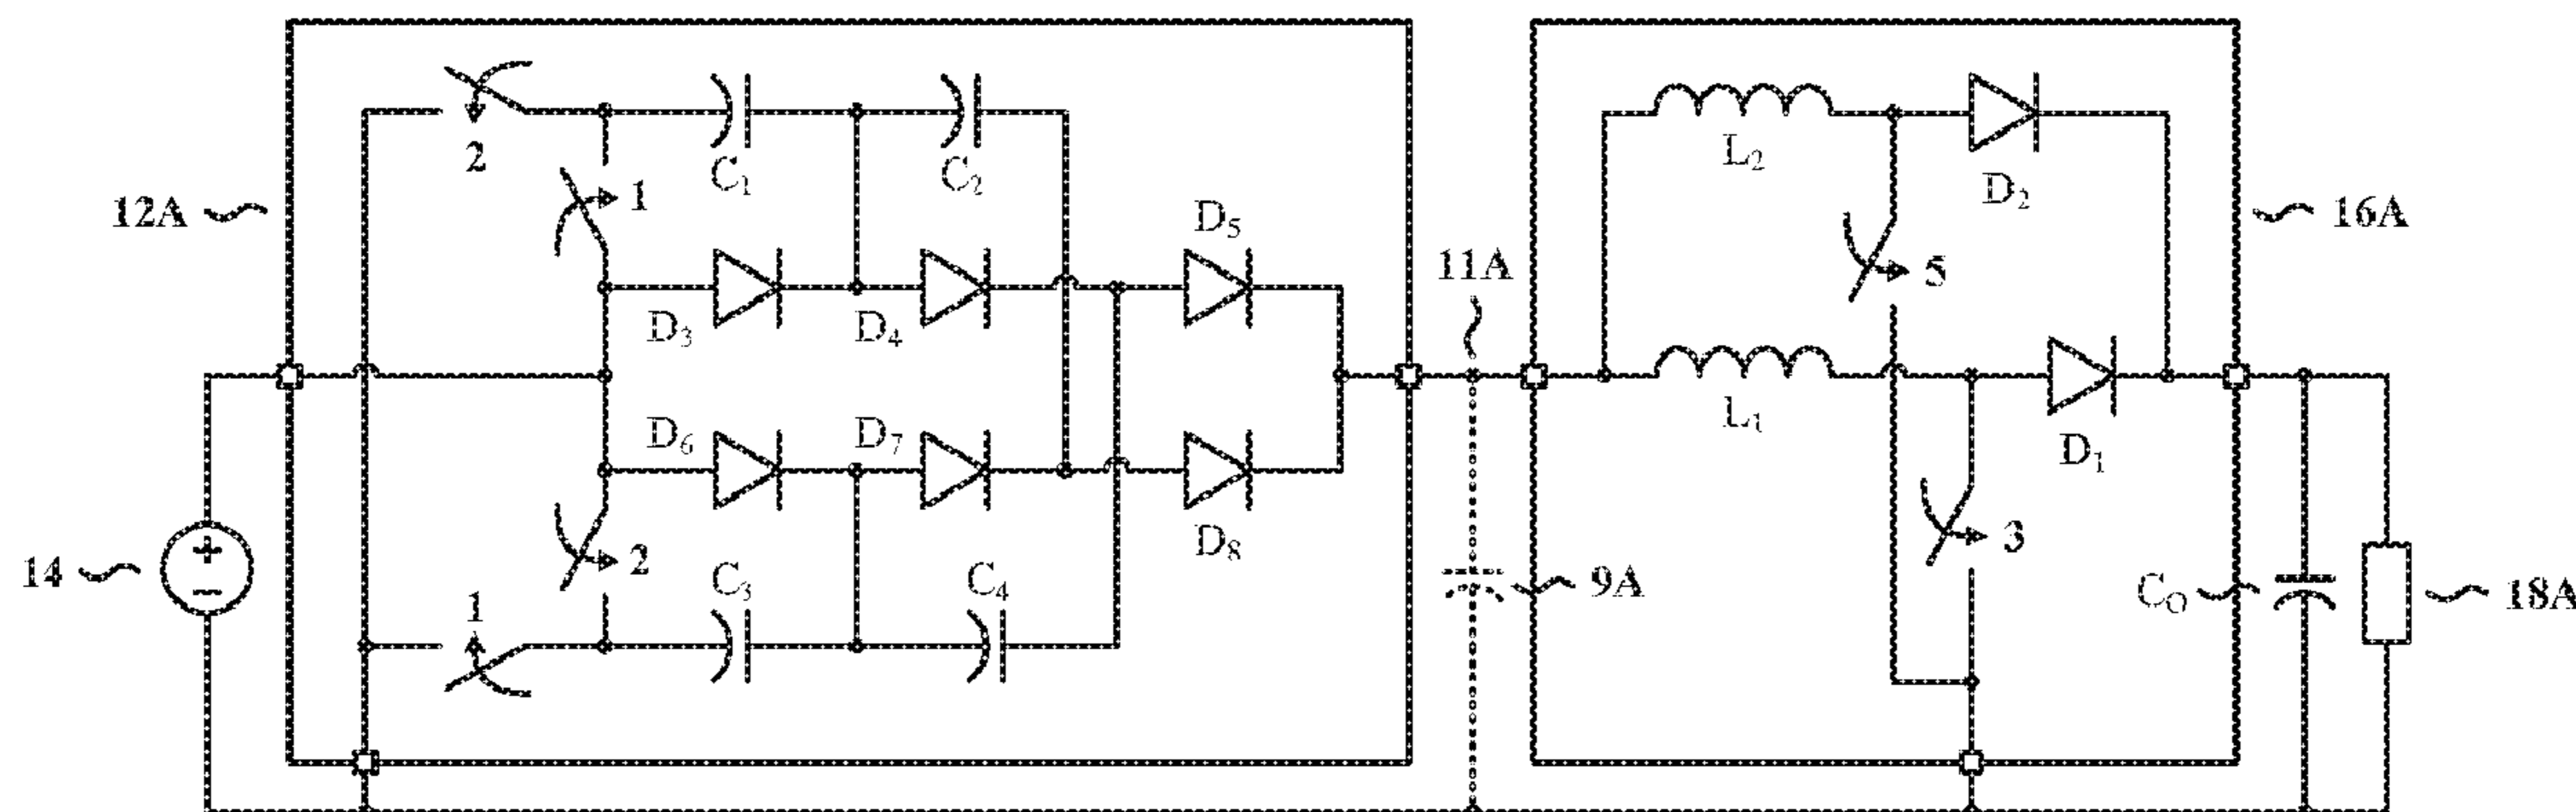 2
C₁
C₂
L₂
D₂
12A
1
D₅
16A
11A
5
D₃
D₄
D₆
D₇
L₁
D₁
14
2
D₈
3
1
C₃
C₄
9A
C_O
18A
+
−